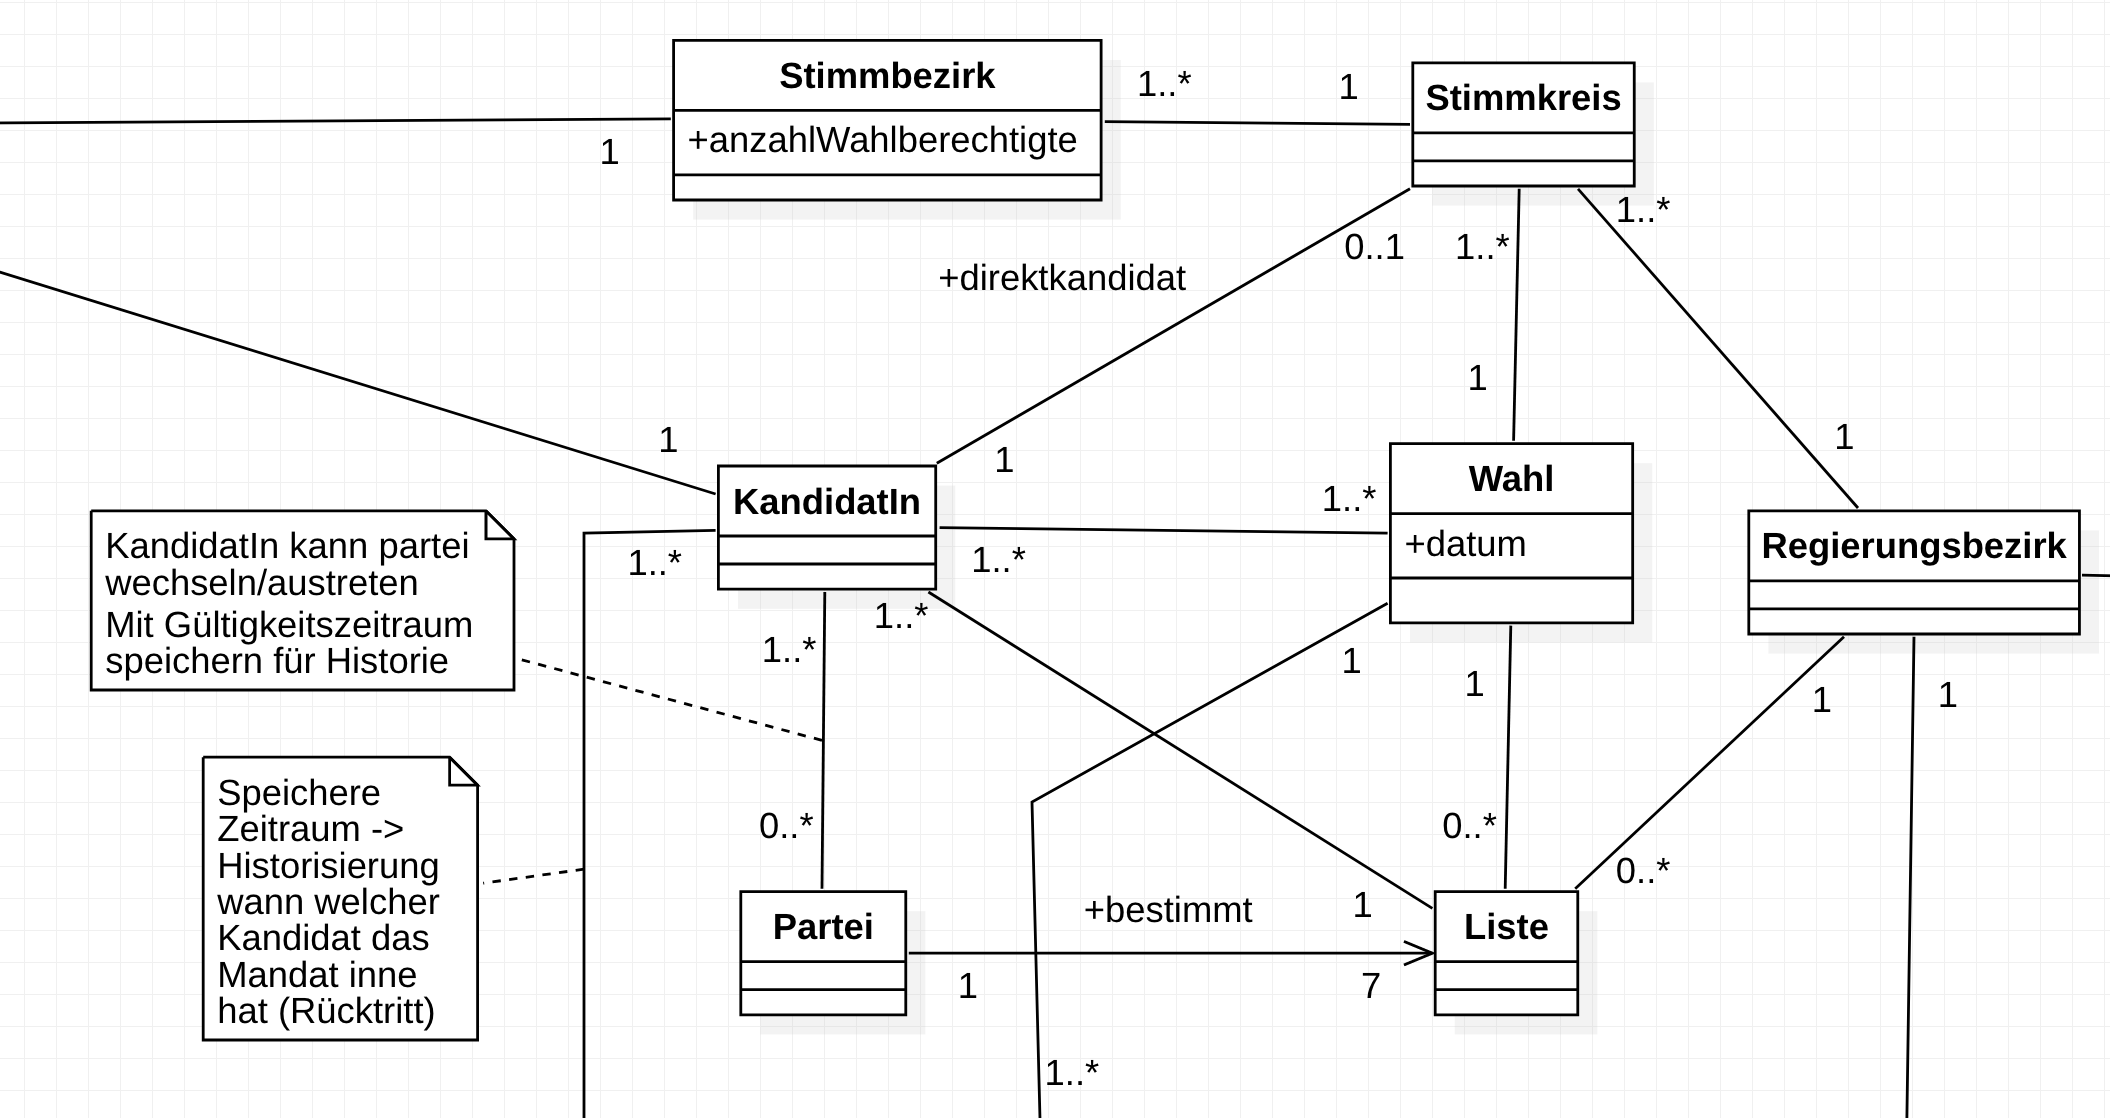 Stimmbezirk
+anzahlWahlberechtigte
1..*
1
Stimmkreis
1
1..*
0..1
1..*
+direktkandidat
1
1
1
1
KandidatIn
1..*
1..*
1..*
1..*
Wahl
+datum
1..*
Regierungsbezirk
KandidatIn kann partei
wechseln/austreten
Mit Gültigkeitszeitraum
speichern für Historie
1
1
1
1
Speichere
Zeitraum ->
Historisierung
wann welcher
Kandidat das
Mandat inne
hat (Rücktritt)
0..*
0..*
0..*
Partei
+bestimmt
1
Liste
1
7
1..*